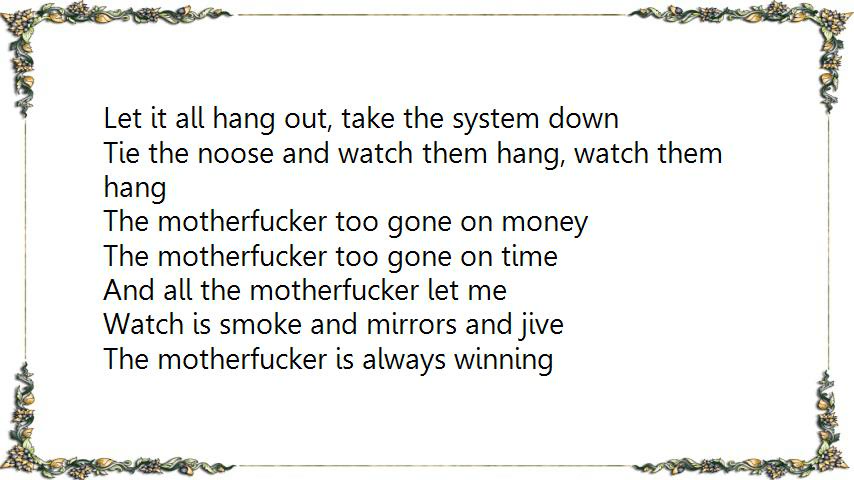 Let it all hang out, take the system down
Tie the noose and watch them hang, watch them
hang
The motherfucker too gone on money
The motherfucker too gone on time
And all the motherfucker let me
Watch is smoke and mirrors and jive
The motherfucker is always winning